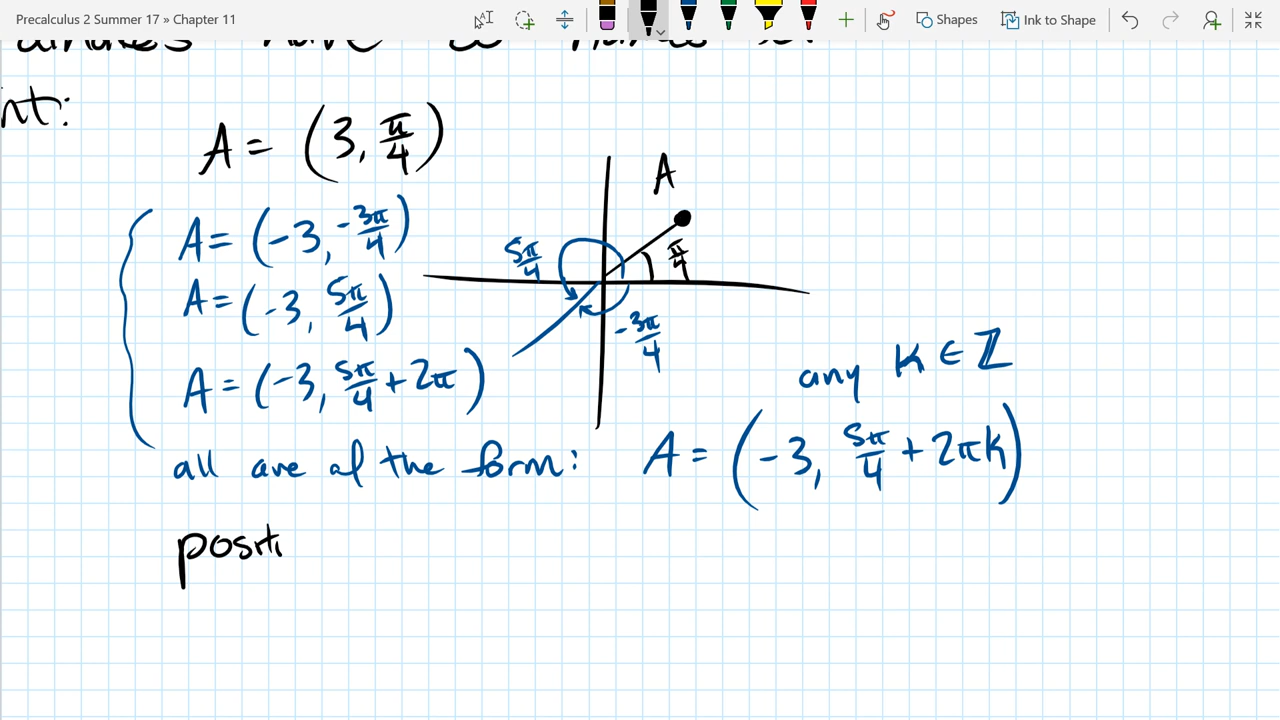 Precalculus 2 Summer 17 » Chapter 11
Shapes
Ink to Shape
have
nt:
A = (3, π/4)
A
A = (-3, -3π/4)
5π/4
π/4
A = (-3, 5π/4)
-3π/4
A = (-3, 5π/4 + 2π)
any K ∈ ℤ
all are of the form: A = (-3, 5π/4 + 2πK)
positi